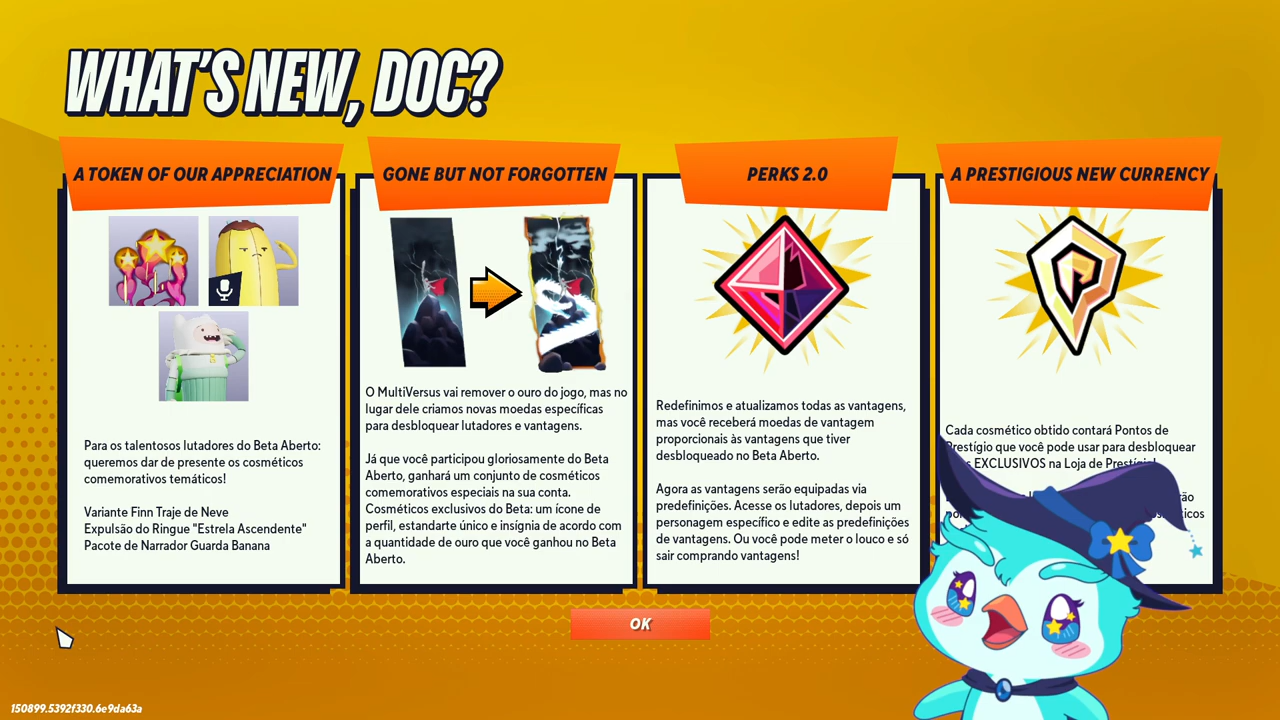 WHAT'S NEW, DOC?
A TOKEN OF OUR APPRECIATION
Para os talentosos lutadores do Beta Aberto:
queremos dar de presente os cosméticos
comemorativos temáticos!
Variante Finn Traje de Neve
Expulsão do Ringue "Estrela Ascendente"
Pacote de Narrador Guarda Banana
GONE BUT NOT FORGOTTEN
O MultiVersus vai remover o ouro do jogo, mas no
lugar dele criamos novas moedas específicas
para desbloquear lutadores e vantagens.
Já que você participou gloriosamente do Beta
Aberto, ganhará um conjunto de cosméticos
comemorativos especiais na sua conta.
Cosméticos exclusivos do Beta: um ícone de
perfil, estandarte único e insígnia de acordo com
a quantidade de ouro que você ganhou no Beta
Aberto.
PERKS 2.0
Redefinimos e atualizamos todas as vantagens,
mas você receberá moedas de vantagem
proporcionais às vantagens que tiver
desbloqueado no Beta Aberto.
Agora as vantagens serão equipadas via
predefinições. Acesse os lutadores, depois um
personagem específico e edite as predefinições
de vantagens. Ou você pode meter o louco e só
sair comprando vantagens!
A PRESTIGIOUS NEW CURRENCY
Cada cosmético obtido contará Pontos de
Prestígio que você pode usar para desbloquear
EXCLUSIVOS na Loja de Prestígio!
OK
150899.5392f330.6e9da63a